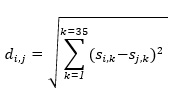 d_{i,j} = \sqrt{\sum_{k=1}^{k=35} (s_{i,k} - s_{j,k})^2}